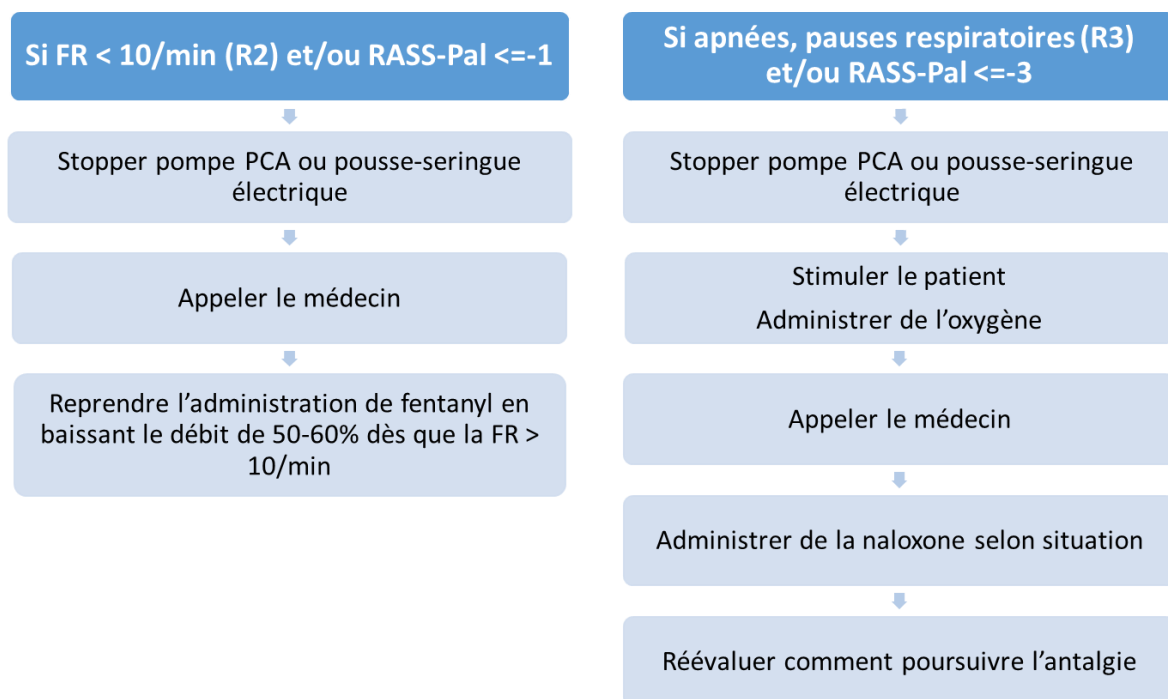 Si FR < 10/min (R2) et/ou RASS-Pal <=-1
Stopper pompe PCA ou pousse-seringue
électrique
Appeler le médecin
Reprendre l’administration de fentanyl en
baissant le débit de 50-60% dès que la FR >
10/min
Si apnées, pauses respiratoires (R3)
et/ou RASS-Pal <=-3
Stopper pompe PCA ou pousse-seringue
électrique
Stimuler le patient
Administrer de l’oxygène
Appeler le médecin
Administrer de la naloxone selon situation
Réévaluer comment poursuivre l’antalgie